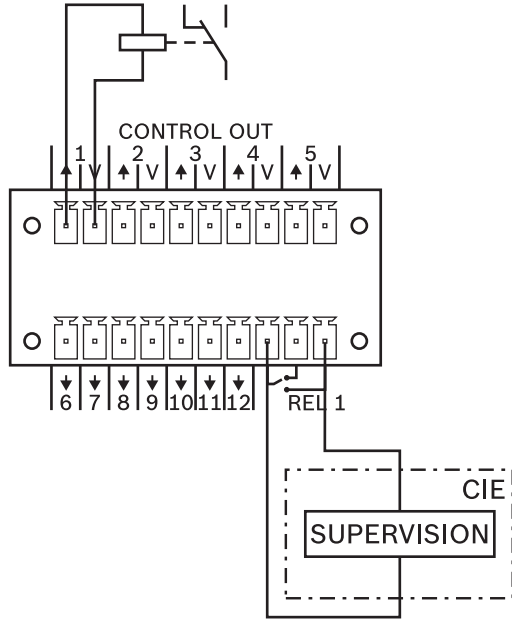 CONTROL OUT
1 2 3 4 5
V V V V V
6 7 8 9 10 11 12 REL 1
CIE
SUPERVISION